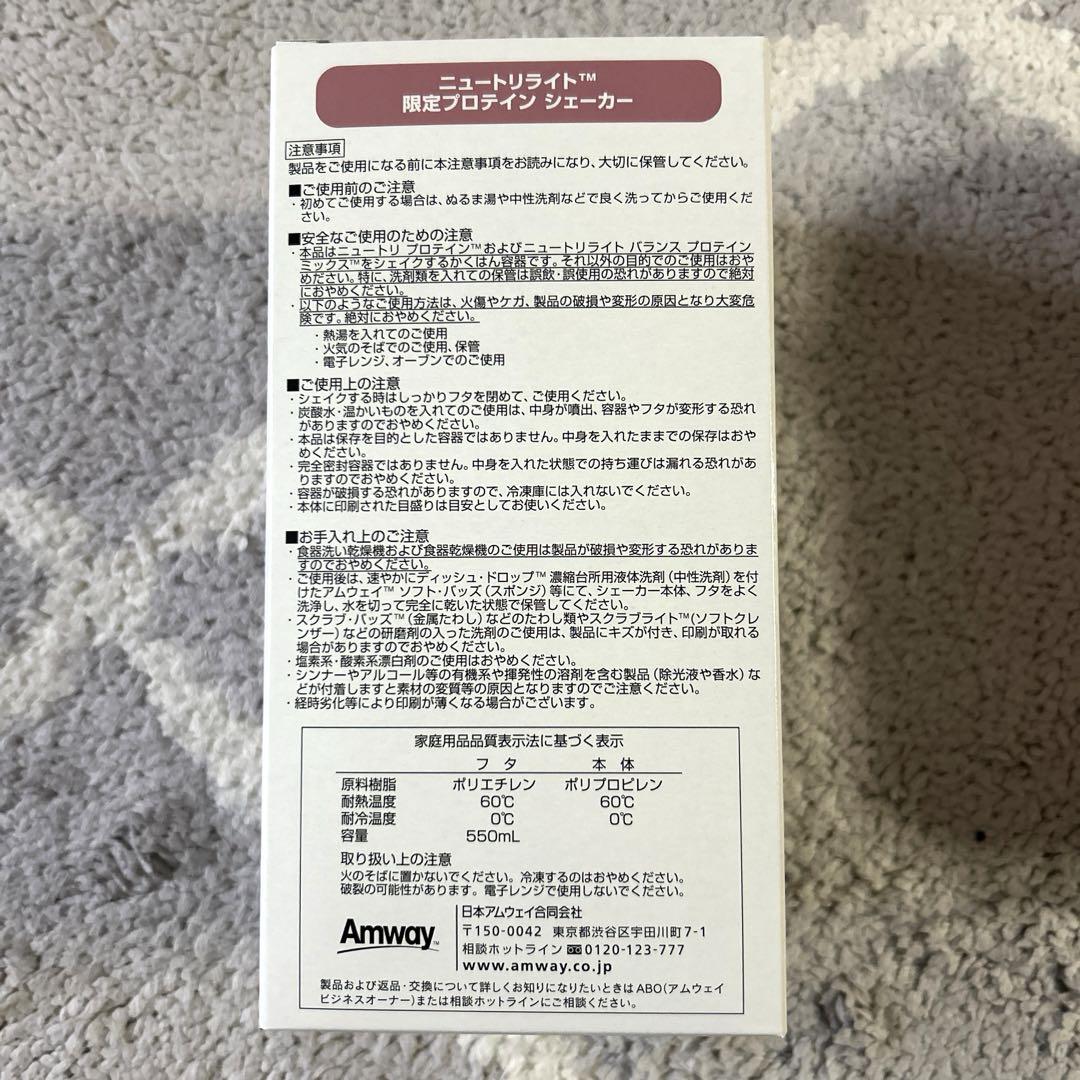 ニュートリライト™
限定プロテイン シェーカー
注意事項
製品をご使用になる前に本注意事項をお読みになり、大切に保管してください。
■ご使用前のご注意
・初めてご使用する場合は、ぬるま湯や中性洗剤などで良く洗ってからご使用くだ
さい。
■安全なご使用のための注意
・本品はニュートリ プロテイン™およびニュートリライト バランス プロテイン
ミックス™をシェイクするかくはん容器です。それ以外の目的でのご使用はおや
めださい。特に、洗剤類を入れての保管は誤飲・誤使用の恐れがありますので絶対
におやめください。
・以下のようなご使用方法は、火傷やケガ、製品の破損や変形の原因となり大変危
険です。絶対におやめください。
・熱湯を入れてのご使用
・火気のそばでのご使用、保管
・電子レンジ、オーブンでのご使用
■ご使用上の注意
・シェイクする時はしっかりフタを閉めて、ご使用ください。
・炭酸水・温かいものを入れてのご使用は、中身が噴出、容器やフタが変形する恐れ
がありますのでおやめください。
・本品は保存を目的とした容器ではありません。中身を入れたままでの保存はおや
めください。
・完全密封容器ではありません。中身を入れた状態での持ち運びは漏れる恐れがあ
りますのでおやめください。
・容器が破損する恐れがありますので、冷凍庫には入れないでください。
・本体に印刷された目盛りは目安としてお使いください。
■お手入れ上のご注意
・食器洗い乾燥機および食器乾燥機のご使用は製品が破損や変形する恐れがありま
すのでおやめください。
・ご使用後は、速やかにディッシュ・ドロップ™ 濃縮台所用液体洗剤（中性洗剤）を付
けたアムウェイ™ ソフト・パッズ（スポンジ）等にて、シェーカー本体、フタをよく
洗浄し、水を切って完全に乾いた状態で保管してください。
・スクラブ・バッズ™（金属たわし）などのたわし類やスクラブライト™（ソフトクレ
ンザー）などの研磨剤の入った洗剤のご使用は、製品にキズが付き、印刷が取れる
場合がありますのでおやめください。
・塩素系・酸素系漂白剤のご使用はおやめください。
・シンナーやアルコール等の有機系や揮発性の溶剤を含む製品（除光液や香水）な
どが付着しますと素材の変質等の原因となりますのでご注意ください。
・経時劣化等により印刷が薄くなる場合がございます。
家庭用品品質表示法に基づく表示
フタ 本体
原料樹脂 ポリエチレン ポリプロピレン
耐熱温度 60℃ 60℃
耐冷温度 0℃ 0℃
容量 550mL
取り扱い上の注意
火のそばに置かないでください。冷凍するのはおやめください。
破裂の可能性があります。電子レンジで使用しないでください。
Amway™
日本アムウェイ合同会社
〒150-0042 東京都渋谷区宇田川町7-1
相談ホットライン 0120-123-777
www.amway.co.jp
製品および返品・交換について詳しくお知りになりたいときはABO（アムウェイ
ビジネスオーナー）または相談ホットラインにご相談ください。